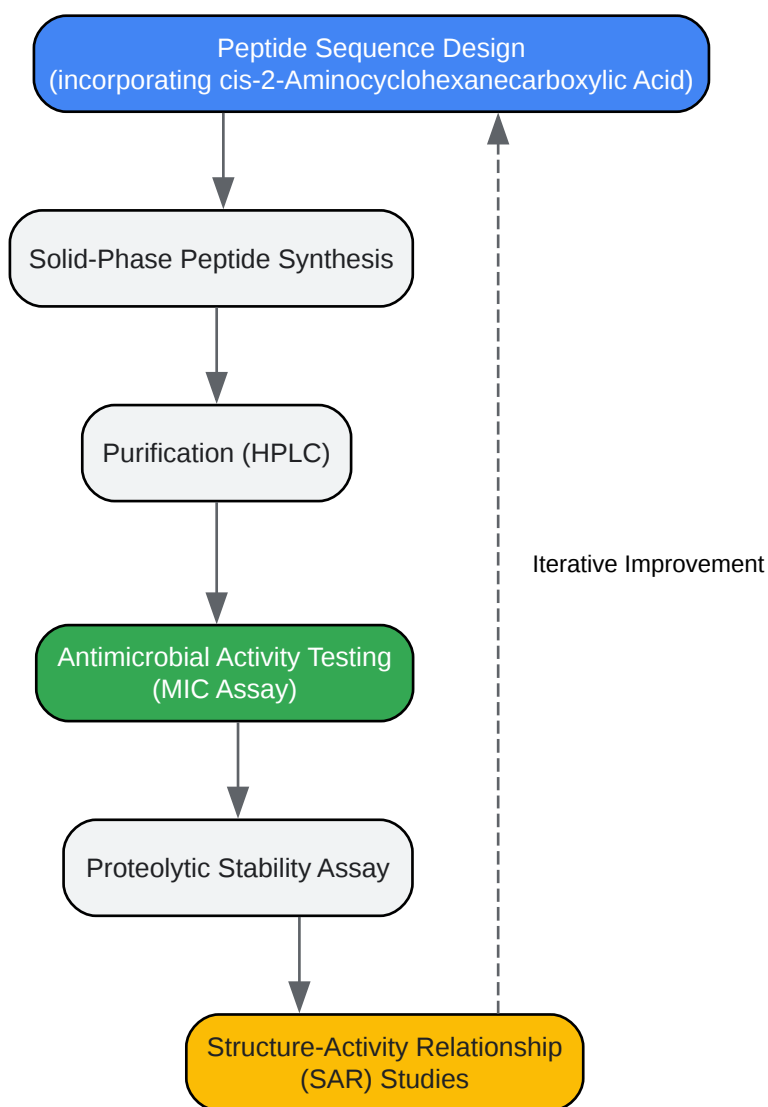 Peptide Sequence Design
(incorporating cis-2-Aminocyclohexanecarboxylic Acid)
Solid-Phase Peptide Synthesis
Purification (HPLC)
Iterative Improvement
Antimicrobial Activity Testing
(MIC Assay)
Proteolytic Stability Assay
Structure-Activity Relationship
(SAR) Studies